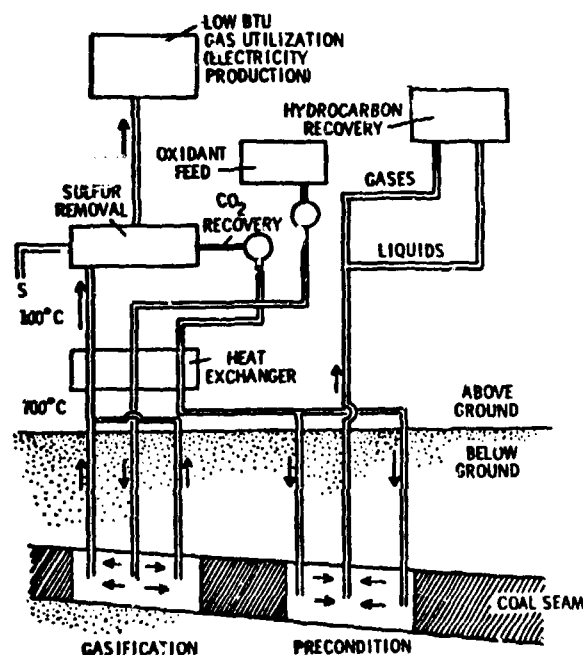 LOW BTU
GAS UTILIZATION
(ELECTRICITY
PRODUCTION)
HYDROCARBON
RECOVERY
OXIDANT
FEED
GASES
SULFUR
REMOVAL
CO2
RECOVERY
LIQUIDS
S
100°C
HEAT
EXCHANGER
700°C
ABOVE
GROUND
BELOW
GROUND
COAL SEAM
GASIFICATION
PRECONDITION